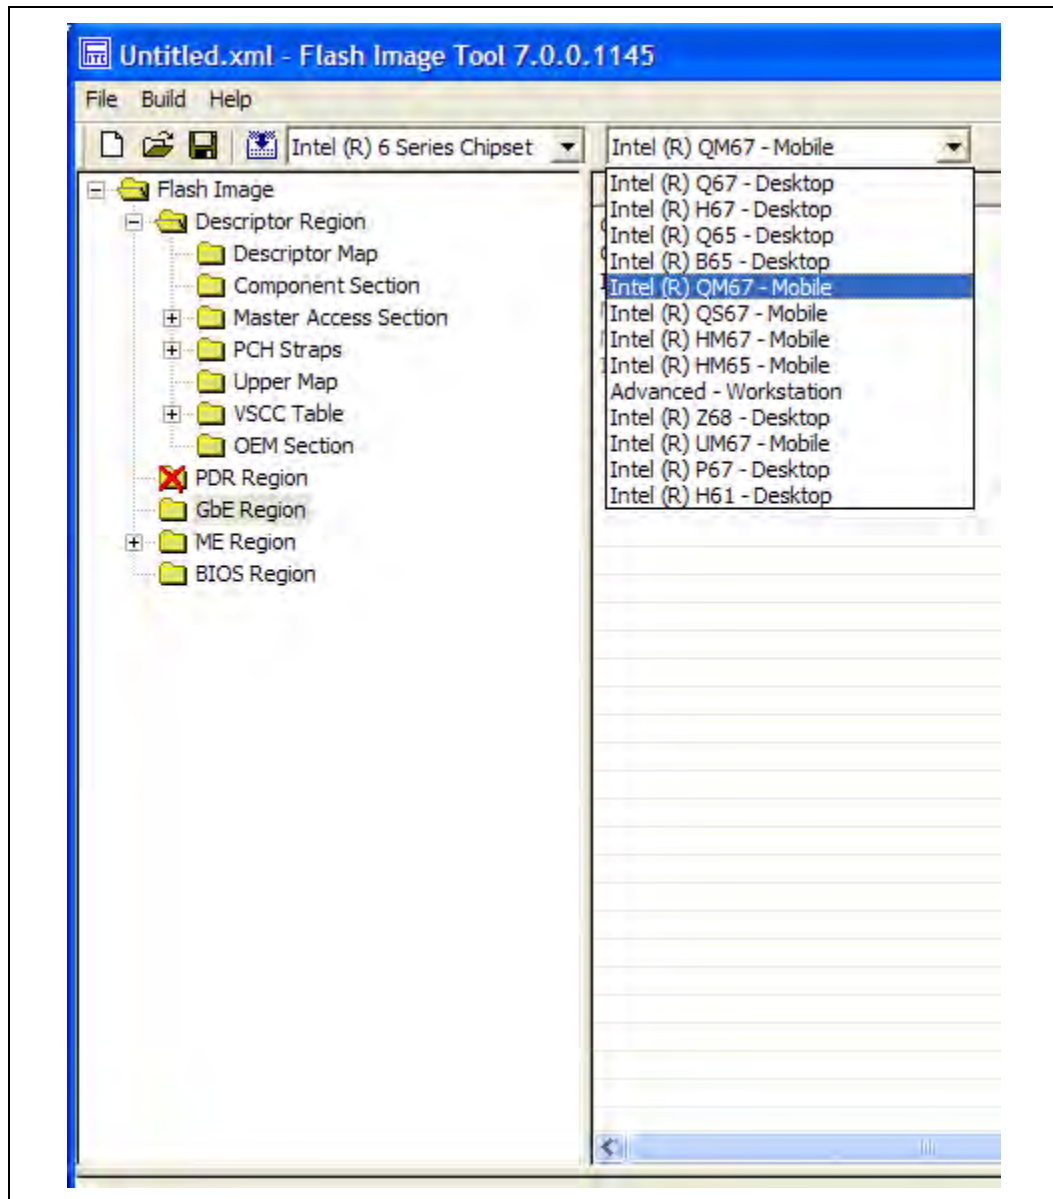 Untitled.xml - Flash Image Tool 7.0.0.1145
File Build Help
Intel (R) 6 Series Chipset
Intel (R) QM67 - Mobile
Flash Image
Descriptor Region
Descriptor Map
Component Section
Master Access Section
PCH Straps
Upper Map
VSCC Table
OEM Section
PDR Region
GbE Region
ME Region
BIOS Region
Intel (R) Q67 - Desktop
Intel (R) H67 - Desktop
Intel (R) Q65 - Desktop
Intel (R) B65 - Desktop
Intel (R) QM67 - Mobile
Intel (R) QS67 - Mobile
Intel (R) HM67 - Mobile
Intel (R) HM65 - Mobile
Advanced - Workstation
Intel (R) Z68 - Desktop
Intel (R) UM67 - Mobile
Intel (R) P67 - Desktop
Intel (R) H61 - Desktop